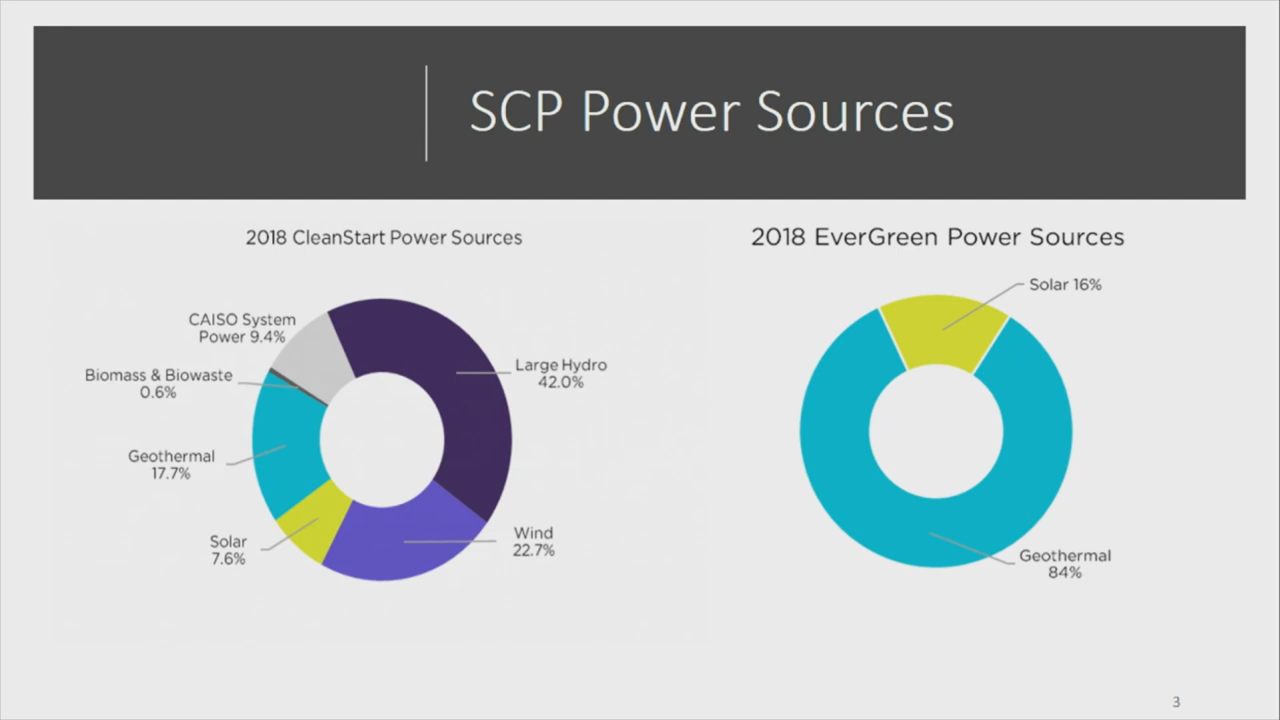 SCP Power Sources
2018 CleanStart Power Sources
CAISO System
Power 9.4%
Biomass & Biowaste
0.6%
Geothermal
17.7%
Solar
7.6%
Large Hydro
42.0%
Wind
22.7%
2018 EverGreen Power Sources
Solar 16%
Geothermal
84%
3